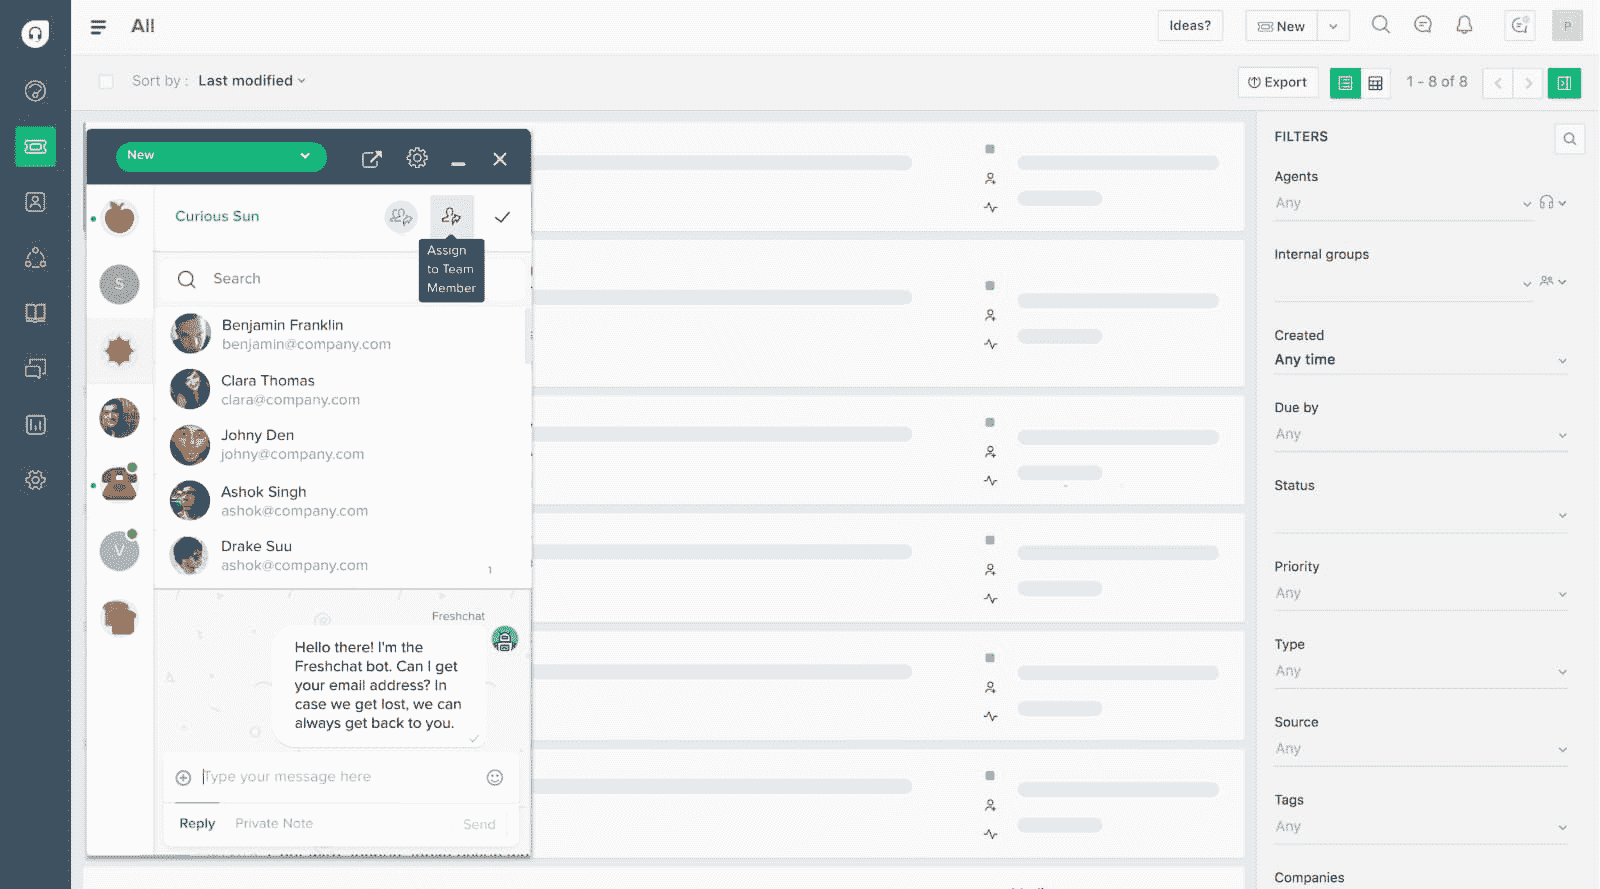 All
Ideas?
New
P
Sort by : Last modified
Export
1 - 8 of 8
New
Curious Sun
Assign
to Team
Member
Search
S
V
Benjamin Franklin
benjamin@company.com
Clara Thomas
clara@company.com
Johny Den
johny@company.com
Ashok Singh
ashok@company.com
Drake Suu
ashok@company.com
1
Freshchat
Hello there! I'm the
Freshchat bot. Can I get
your email address? In
case we get lost, we can
always get back to you.
Type your message here
Reply Private Note Send
FILTERS
Agents
Any
Internal groups
Created
Any time
Due by
Any
Status
Priority
Any
Type
Any
Source
Any
Tags
Any
Companies